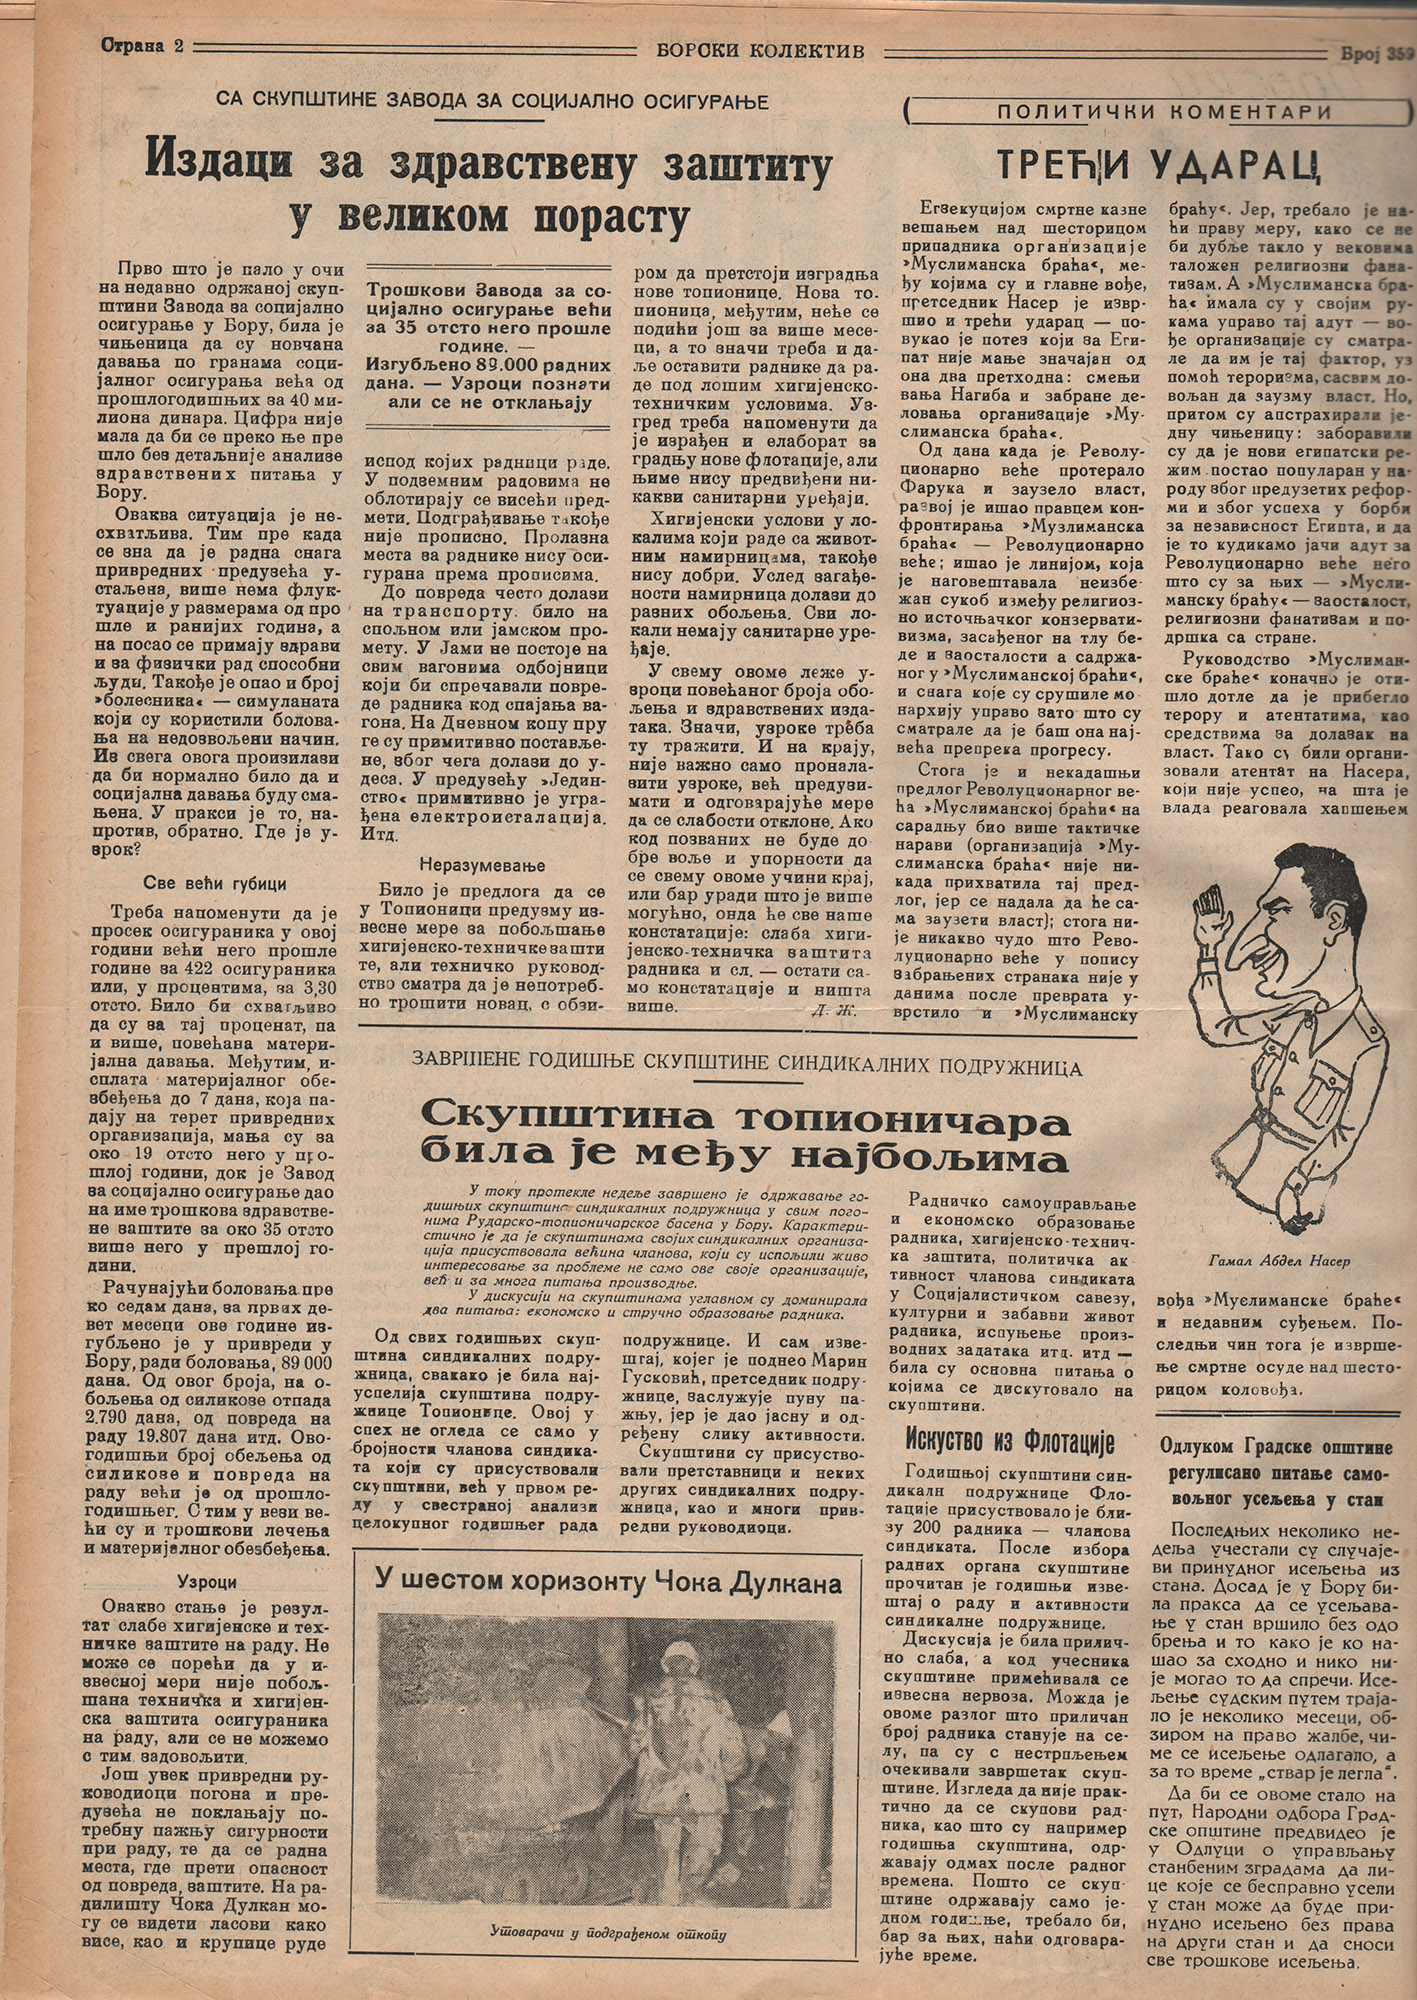 Страна 2
БОРСКИ КОЛЕКТИВ
Број 359
СА СКУПШТИНЕ ЗАВОДА ЗА СОЦИЈАЛНО ОСИГУРАЊЕ
Издаци за здравствену заштиту
у великом порасту
Прво што је пало у очи
на недавно одржаној скуп-
штини Завода за социјално
осигурање у Бору, била је
чињеница да су новчана
давања по гранама соци-
јалног осигурања већа од
прошлогодишњих за 40 ми-
лиона динара. Цифра није
мала да би се преко ње пре
шло без детаљније анализе
здравствених питања у
Бору.
Оваква ситуација је не-
схватљива. Тим пре када
се зна да је радна снага
привредних предузећа у-
стаљена, више нема флук-
туације у размерама од про
шле и ранијих година, а
на посао се примају здрави
и за физички рад способни
људи. Такође је опао и број
»болесника« — симуланата
који су користили болова-
ња на недозвољени начин.
Из свега овога произилази
да би нормално било да и
социјална давања буду сма-
њена. У пракси је то, на-
против, обратно. Где је у-
зрок?
Све већи губици
Треба напоменути да је
просек осигураника у овој
години већи него прошле
године за 422 осигураника
или, у процентима, за 3,30
отсто. Било би схватљиво
да су за тај проценат, па
и више, повећана матери-
јална давања. Међутим, и-
сплата материјалног обе-
збеђења до 7 дана, која па-
дају на терет привредних
организација, мања су за
око 19 отсто него у про-
шлој години, док је Завод
за социјално осигурање дао
на име трошкова здравстве-
не заштите за око 35 отсто
више него у прешлој го-
дини.
Рачунајући боловања пре
ко седам дана, за првих де-
вет месеци ове године из-
губљено је у привреди у
Бору, ради боловања, 89 000
дана. Од овог броја, на о-
бољења од силикозе отпада
2.790 дана, од повреда на
раду 19.807 дана итд. Ово-
годишњи број обељења од
силикозе и повреда на
раду већи је од прошло-
годишњег. С тим у вези ве-
ћи су и трошкови лечења
и материјалног обезбеђења.
Узроци
Овакво стање је резул-
тат слабе хигијенске и тех-
ничке заштите на раду. Не
може се порећи да у и-
звесној мери није побољ-
шана техничка и хигијен-
ска заштита осигураника
на раду, али се не можемо
с тим задовољити.
Још увек привредни ру-
ководиоци погона и пре-
дузећа не поклањају по-
требну пажњу сигурности
при раду, те да се радна
места, где прети опасност
од повреда, заштите. На ра-
дилишту Чока Дулкан мо-
гу се видети ласови како
висе, као и крупице руде
Трошкови Завода за со-
цијално осигурање већи
за 35 отсто него прошле
године. —
Изгубљено 89.000 радних
дана. — Узроци познати
али се не отклањају
испод којих радници раде.
У подземним радовима не
облотирају се висећи пред-
мети. Подграђивање такође
није прописно. Пролазна
места за раднике нису оси-
гурана према прописима.
До повреда често долази
на транспорту. било на
спољном или јамском про-
мету. У Јами не постоје на
свим вагонима одбојници
који би спречавали повре-
де радника код спајања ва-
гона. На Дневном копу пру
ге су примитивно поставље-
не, због чега долази до у-
деса. У предузећу »Једин-
ство« примитивно је угра-
ђена електроисталација.
Итд.
Неразумевање
Било је предлога да се
у Топионици предузму из-
весне мере за побољшање
хигијенско-техничке зашти
те, али техничко руковод-
ство сматра да је непотреб-
но трошити новац, с обзи-
ром да претстоји изградња
нове топионице. Нова то-
пионица, међутим, неће се
подићи још за више месе-
ци, а то значи треба и да-
ље оставити раднике да ра-
де под лошим хигијенско-
техничким условима. Уз-
гред треба напоменути да
је израђен и елаборат за
градњу нове флотације, али
њиме нису предвиђени ни-
какви санитарни уређаји.
Хигијенски услови у ло-
калима који раде са живот-
ним намирницама, такође
нису добри. Услед загађе-
ности намирница долази до
разних обољења. Сви ло-
кали немају санитарне уре-
ђаје.
У свему овоме леже у-
зроци повећаног броја обо-
љења и здравствених изда-
така. Значи, узроке треба
ту тражити. И на крају,
није важно само пронала-
зити узроке, већ предузи-
мати и одговарајуће мере
да се слабости отклоне. Ако
код позваних не буде до
бре воље и упорности да
се свему овоме учини крај,
или бар уради што је више
могућно, онда ће све наше
констатације: слаба хиги-
јенско-техничка заштита
радника и сл. — остати са-
мо констатације и ништа
више.
Д. Ж.
ПОЛИТИЧКИ КОМЕНТАРИ
ТРЕЋИ УДАРАЦ
Егзекуцијом смртне казне
вешањем над шесторицом
припадника организације
»Муслиманска браћа«, ме-
ђу којима су и главне вође,
претседник Насер је извр-
шио и трећи ударац — по-
вукао је потез који за Еги-
пат није мање значајан од
она два претходна: смењи
вања Нагиба и забране де-
ловања организације »Му-
слиманска браћа«.
Од дана када је Револу-
ционарно веће протерало
Фарука и заузело власт,
развој је ишао правцем кон-
фронтирања »Музлиманска
браћа« — Револуционарно
веће; ишао је линијом, која
је наговештавала неизбе-
жан сукоб између религиоз-
но источњачког конзервати-
визма, засађеног на тлу бе-
де и заосталости а садржа-
ног у »Муслиманској браћи«,
и снага које су срушиле мо
нархију управо зато што су
сматрале да је баш она нај-
већа препрека прогресу.
Стога је и некадашњи
предлог Револуционарног ве-
ћа »Муслиманској браћи« на
сарадњу био више тактичке
нарави (организација »Му-
слиманска браћа« није ни-
када прихватила тај пред-
лог, јер се надала да ће са-
ма заузети власт); стога ни-
је никакво чудо што Рево-
луционарно веће у попису
забрањених странака није у
данима после преврата у-
врстило и »Муслиманску
браћу«. Јер, требало је на-
ћи праву меру, како се не
би дубље такло у вековима
таложен религиозни фана-
тизам. А »Муслиманска бра-
ћа« имала су у својим ру-
кама управо тај адут — во-
ђе организације су сматра-
ле да им је тај фактор, уз
помоћ тероризма, сасвим до-
вољан да заузму власт. Но,
притом су апстрахирали је-
дну чињеницу: заборавили
су да је нови египатски ре-
жим постао популаран у на-
роду због предузетих рефор-
ми и због успеха у борби
за независност Египта, и да
је то кудикамо јачи адут за
Револуционарно веће него
што су за њих — »Мусли-
манску браћу« — заосталост,
религиозни фанатизам и по-
дршка са стране.
Руководство »Муслиман-
ске браће« коначно је оти-
шло дотле да је прибегло
терору и атентатима, као
средствима за долазак на
власт. Тако су били органи-
зовали атентат на Насера,
који није успео, на шта је
влада реаговала хапшењем
Гамал Абдел Насер
вођа »Муслиманске браће«
и недавним суђењем. По-
следњи чин тога је изврше-
ње смртне осуде над шесто-
рицом коловођа.
ЗАВРШЕНЕ ГОДИШЊЕ СКУПШТИНЕ СИНДИКАЛНИХ ПОДРУЖНИЦА
Скупштина топионичара
била је међу најбољима
У току протекле недеље завршено је одржавање го-
дишњих скупштина синдикалних подружница у свим пого-
нима Рударско-топионичарског басена у Бору. Карактери-
стично је да је скупштинама својих синдикалних организа-
ција присуствовала већина чланова, који су испољили живо
интересовање за проблеме не само ове своје организације,
већ и за многа питања производње.
У дискусији на скупштинама углавном су доминирала
два питања: економско и стручно образовање радника.
Од свих годишњих скуп-
штина синдикалних подру-
жница, свакако је била нај-
успелија скупштина подру-
жнице Топионице. Овој у
спех не огледа се само у
бројности чланова синдика-
та који су присуствовали
скупштини, већ у првом ре-
ду у свестраној анализи
целокупног годишњег рада
подружнице. И сам изве-
штај, којег је поднео Марин
Гусковић, претседник подру-
жнице, заслужује пуну па-
жњу, јер је дао јасну и од-
ређену слику активности.
Скупштини су присуство-
вали претставници и неких
других синдикалних подру-
жница, као и многи прив-
редни руководиоци.
Радничко самоуправљање
и економско образовање
радника, хигијенско-технич-
ка заштита, политичка ак
тивност чланова синдиката
у Социјалистичком савезу,
културни и забавви живот
радника, испуњење произ-
водних задатака итд. итд —
била су основна питања о
којима се дискутовало на
скупштини.
Искуство из Флотације
Годишњој скупштини син-
дикалн подружнице Фло-
тације присуствовало је бли-
зу 200 радника — чланова
синдиката. После избора
радних органа скупштине
прочитан је годишњи изве-
штај о раду и активности
синдикалне подружнице.
Дискусија је била прилич-
но слаба, а код учесника
скупштине примећивала се
извесна нервоза. Можда је
овоме разлог што приличан
број радника станује на се-
лу, па су с нестрпљењем
очекивали завршетак скуп-
штине. Изгледа да није прак-
тично да се скупови рад-
ника, као што су например
годишња скупштина, одр-
жавају одмах после радног
времена. Пошто се скуп-
штине одржавају само је-
дном годишње, требало би,
бар за њих, наћи одговара-
јуће време.
У шестом хоризонту Чока Дулкана
Утоварачи у подграђеном откопу
Одлуком Градске општине
регулисано питање само-
вољног усељења у стан
Последњих неколико не-
деља учестали су случаје-
ви принудног исељења из
стана. Досад је у Бору би-
ла пракса да се усељава-
ње у стан вршило без одо
брења и то како је ко на-
шао за сходно и нико ни-
је могао то да спречи. Исе-
љење судским путем траја-
ло је неколико месеци, об-
зиром на право жалбе, чи-
ме се исељење одлагало, а
за то време „ствар је легла“.
Да би се овоме стало на
пут, Народни одбора Град-
ске општине предвидео је
у Одлуци о управљању
станбеним зградама да ли-
це које се бесправно усели
у стан може да буде при-
нудно исељено без права
на други стан и да сноси
све трошкове исељења.